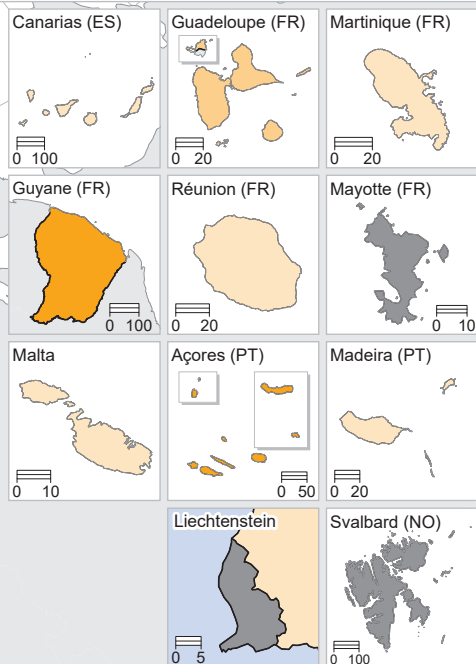 Canarias (ES)
0 100
Guadeloupe (FR)
0 20
Martinique (FR)
0 20
Guyane (FR)
0 100
Réunion (FR)
0 20
Mayotte (FR)
0 10
Malta
0 10
Açores (PT)
0 50
Madeira (PT)
0 20
Liechtenstein
0 5
Svalbard (NO)
0 100